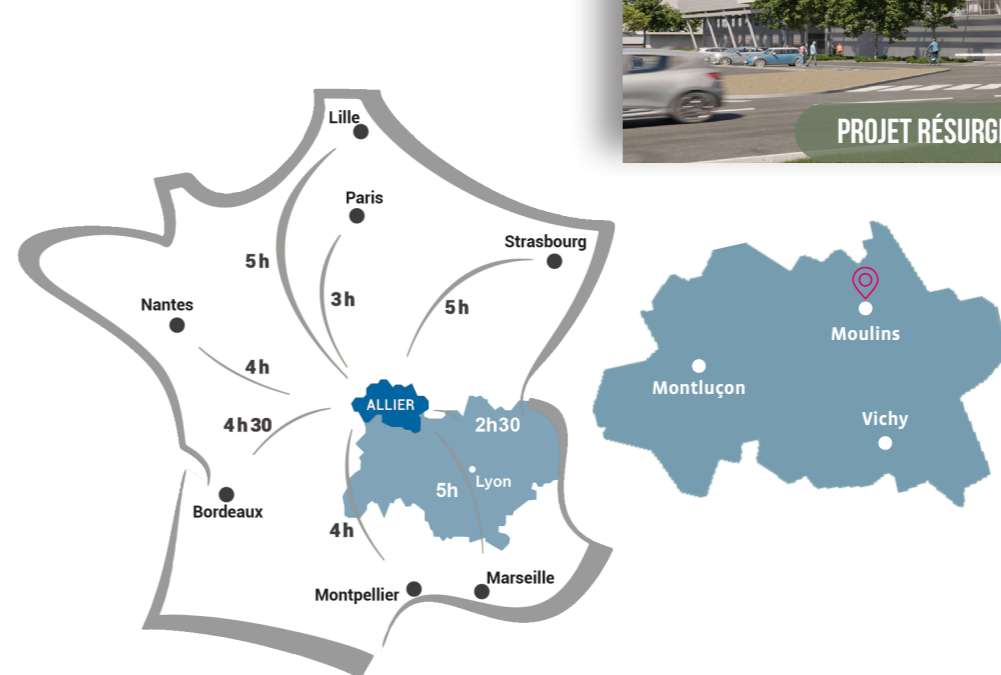 PROJET RÉSURGE
Lille
Paris
Strasbourg
5h
3h
5h
Nantes
4h
4h30
ALLIER
2h30
Lyon
5h
Bordeaux
4h
Montpellier
Marseille
Moulins
Montluçon
Vichy